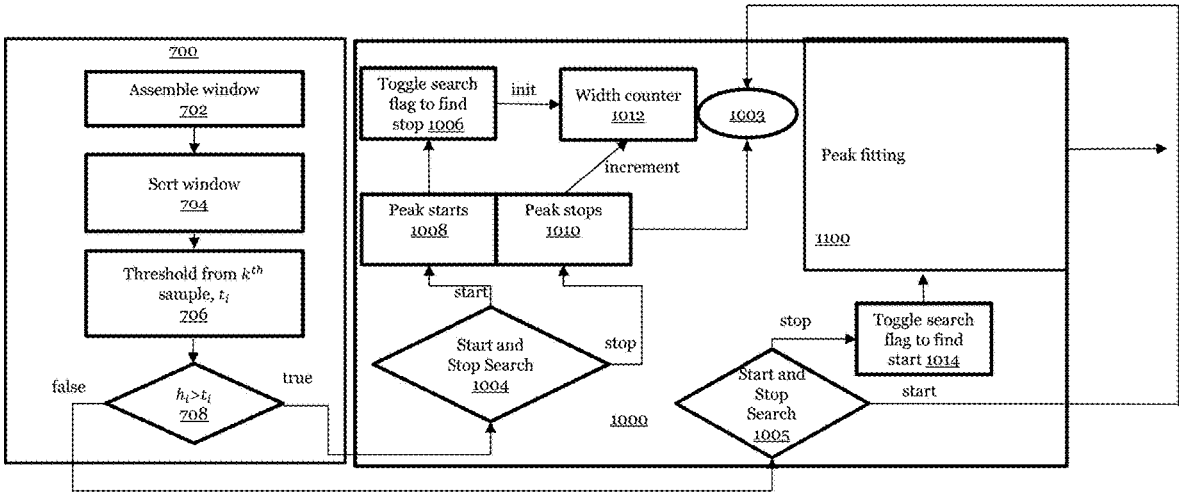 700
Assemble window
702
Sort window
704
Threshold from kᵗʰ
sample, tᵢ
706
false
true
hᵢ>tᵢ
708
Toggle search
flag to find
stop 1006
init
Width counter
1012
1003
increment
Peak starts
1008
Peak stops
1010
start
stop
Start and
Stop Search
1004
1000
Peak fitting
1100
Toggle search
flag to find
start 1014
stop
start
Start and
Stop
Search
1005